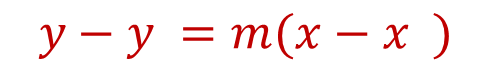 y − y = m(x − x )